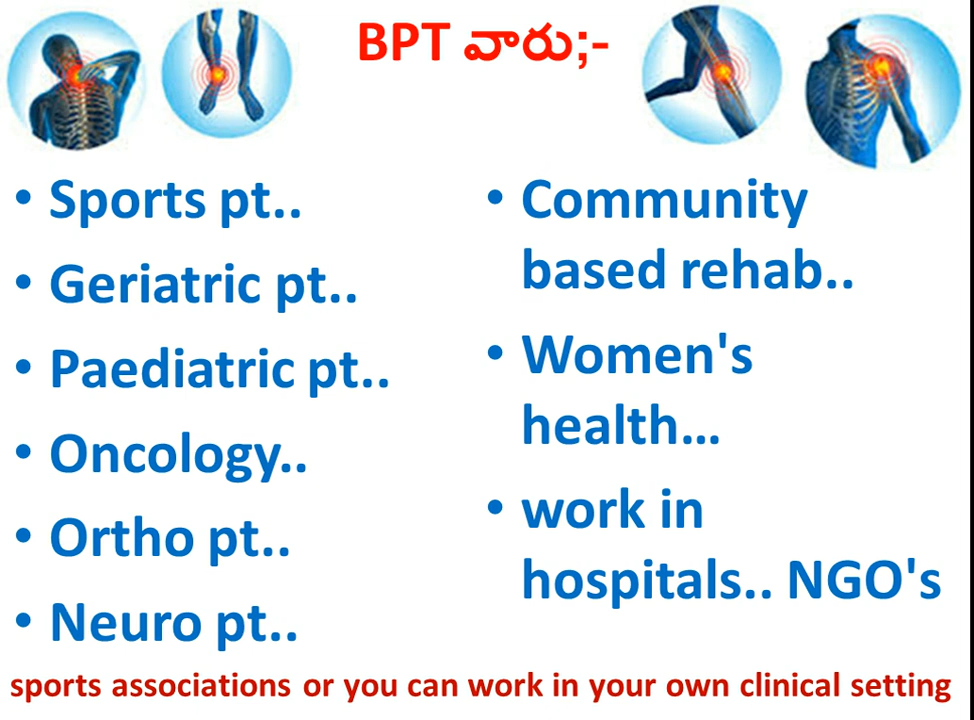 BPT వారు;-
• Sports pt..
• Geriatric pt..
• Paediatric pt..
• Oncology..
• Ortho pt..
• Neuro pt..
• Community
based rehab..
• Women's
health...
• work in
hospitals.. NGO's
sports associations or you can work in your own clinical setting